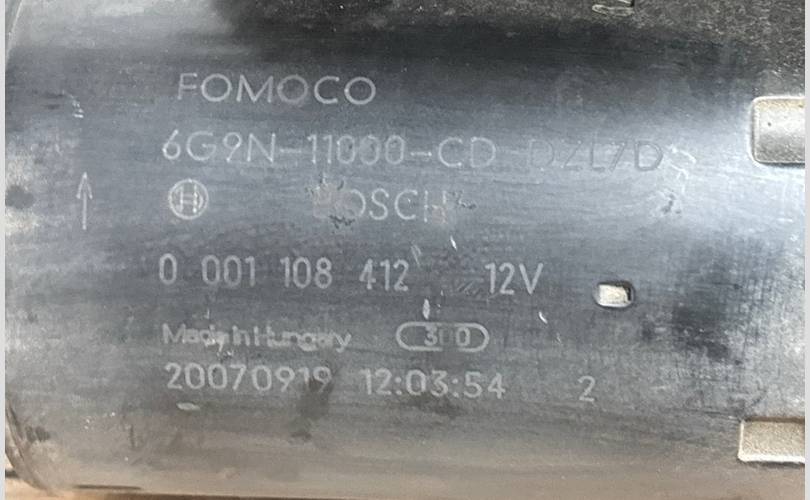 FOMOCO
6G9N-11000-CD
BOSCH
0 001 108 412 12V
Made in Hungary 300
20070919 12:03:54 2